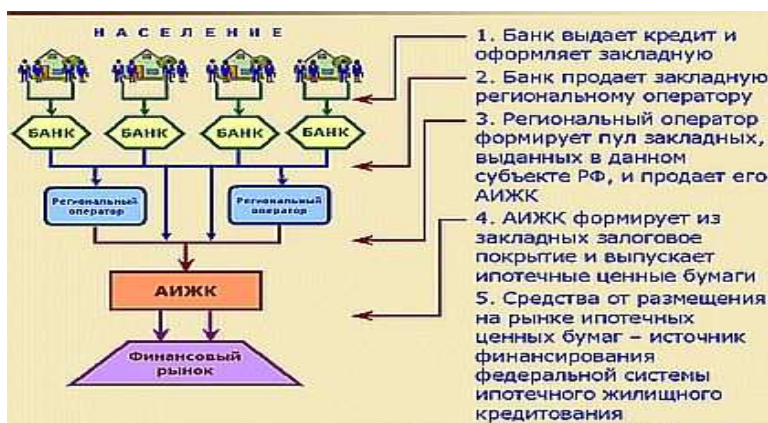 НАСЕЛЕНИЕ
БАНК
БАНК
БАНК
БАНК
Региональный
оператор
Региональный
оператор
АИЖК
Финансовый
рынок
1. Банк выдает кредит и
оформляет закладную
2. Банк продает закладную
региональному оператору
3. Региональный оператор
формирует пул закладных,
выданных в данном
субъекте РФ, и продает его
АИЖК
4. АИЖК формирует из
закладных залоговое
покрытие и выпускает
ипотечные ценные бумаги
5. Средства от размещения
на рынке ипотечных
ценных бумаг – источник
финансирования
федеральной системы
ипотечного жилищного
кредитования